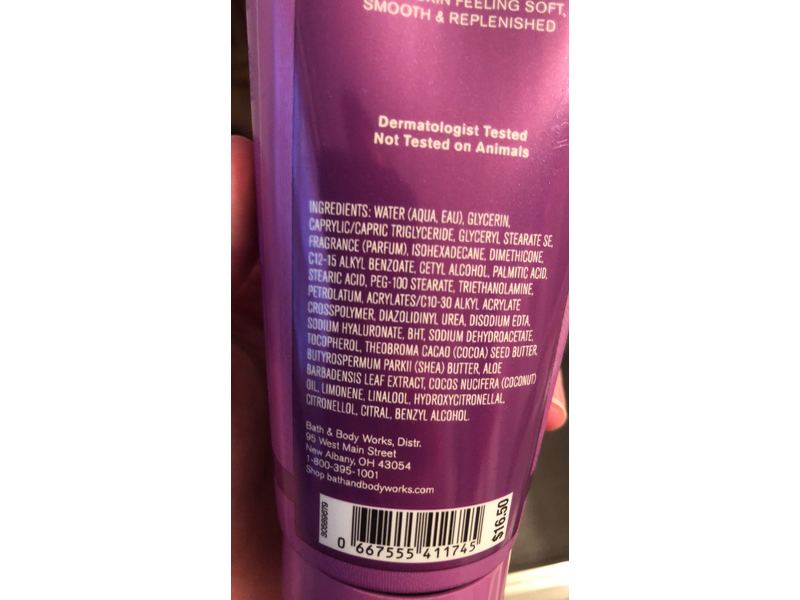 SKIN FEELING SOFT,
SMOOTH & REPLENISHED
Dermatologist Tested
Not Tested on Animals
INGREDIENTS: WATER (AQUA, EAU), GLYCERIN,
CAPRYLIC/CAPRIC TRIGLYCERIDE, GLYCERYL STEARATE SE,
FRAGRANCE (PARFUM), ISOHEXADECANE, DIMETHICONE,
C12-15 ALKYL BENZOATE, CETYL ALCOHOL, PALMITIC ACID,
STEARIC ACID, PEG-100 STEARATE, TRIETHANOLAMINE,
PETROLATUM, ACRYLATES/C10-30 ALKYL ACRYLATE
CROSSPOLYMER, DIAZOLIDINYL UREA, DISODIUM EDTA,
SODIUM HYALURONATE, BHT, SODIUM DEHYDROACETATE,
TOCOPHEROL, THEOBROMA CACAO (COCOA) SEED BUTTER,
BUTYROSPERMUM PARKII (SHEA) BUTTER, ALOE
BARBADENSIS LEAF EXTRACT, COCOS NUCIFERA (COCONUT)
OIL, LIMONENE, LINALOOL, HYDROXYCITRONELLAL,
CITRONELLOL, CITRAL, BENZYL ALCOHOL.
Bath & Body Works, Distr.
95 West Main Street
New Albany, OH 43054
1-800-395-1001
Shop bathandbodyworks.com
0 667555 411745
$16.50